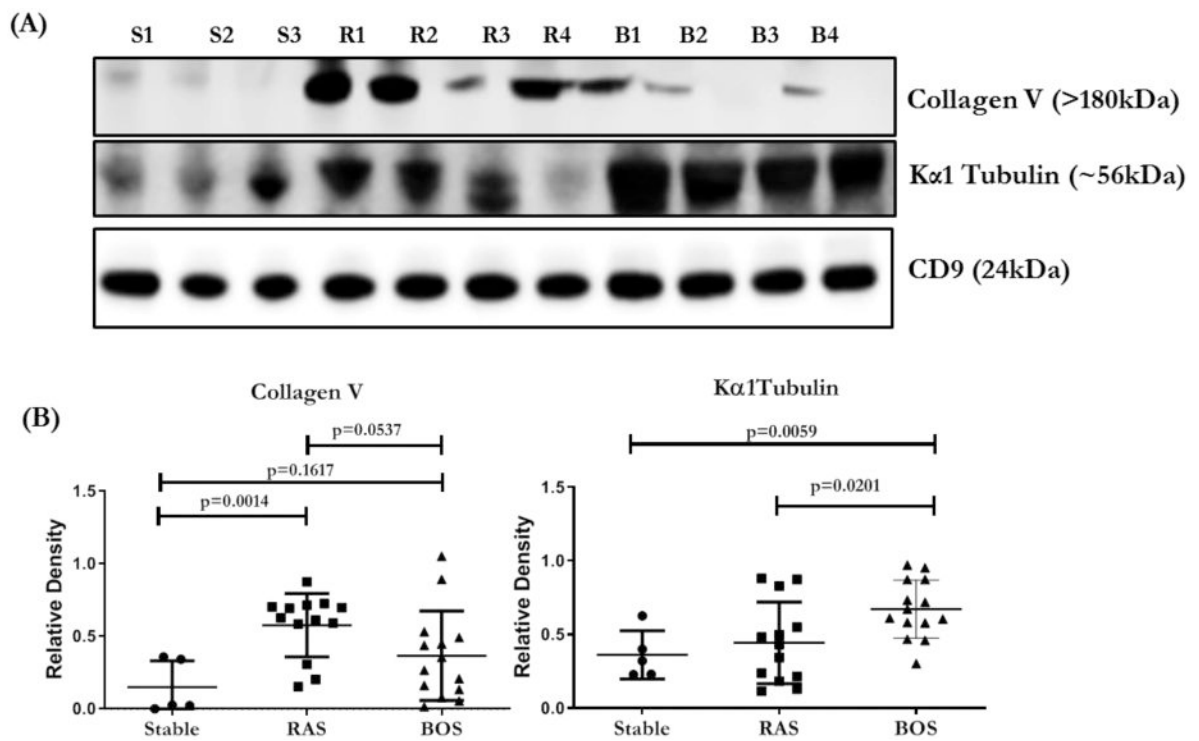 (A)
S1 S2 S3 R1 R2 R3 R4 B1 B2 B3 B4
Collagen V (>180kDa)
Kα1 Tubulin (~56kDa)
CD9 (24kDa)
(B)
Collagen V
p=0.0537
p=0.1617
p=0.0014
Relative Density
1.5
1.0
0.5
0.0
Stable RAS BOS
Kα1Tubulin
p=0.0059
p=0.0201
Relative Density
1.5
1.0
0.5
0.0
Stable RAS BOS